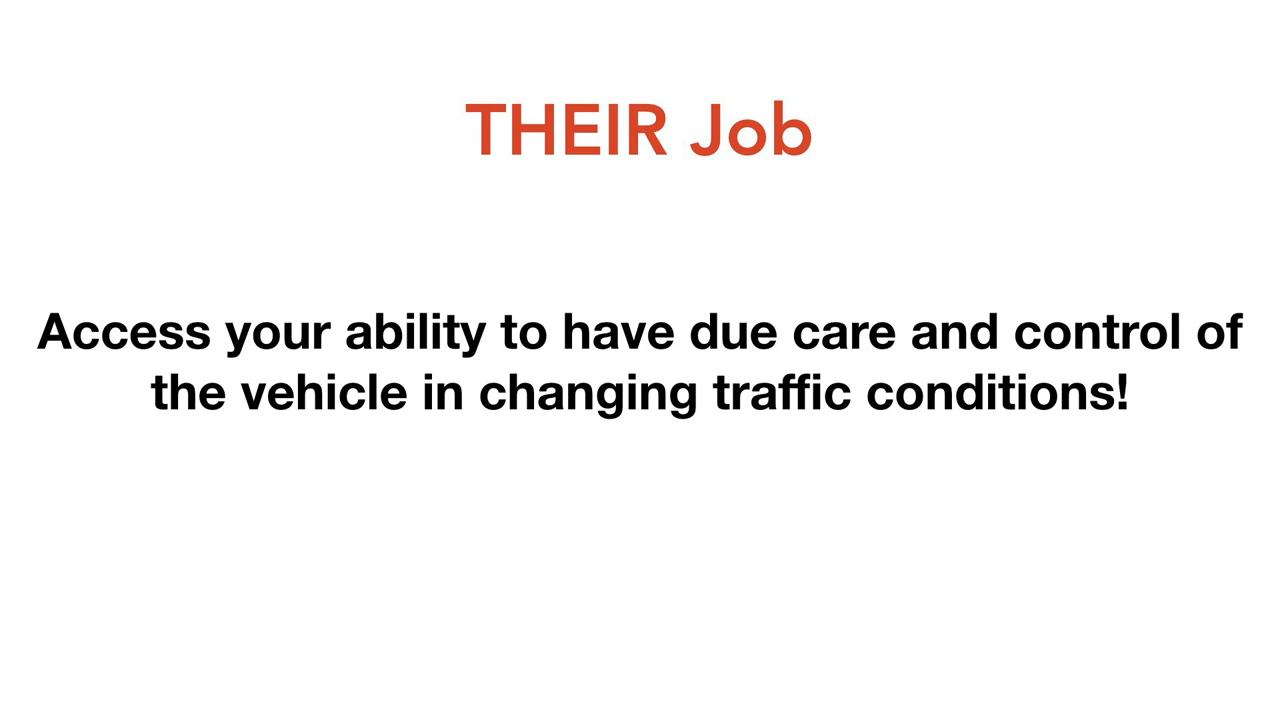 THEIR Job
Access your ability to have due care and control of
the vehicle in changing traffic conditions!